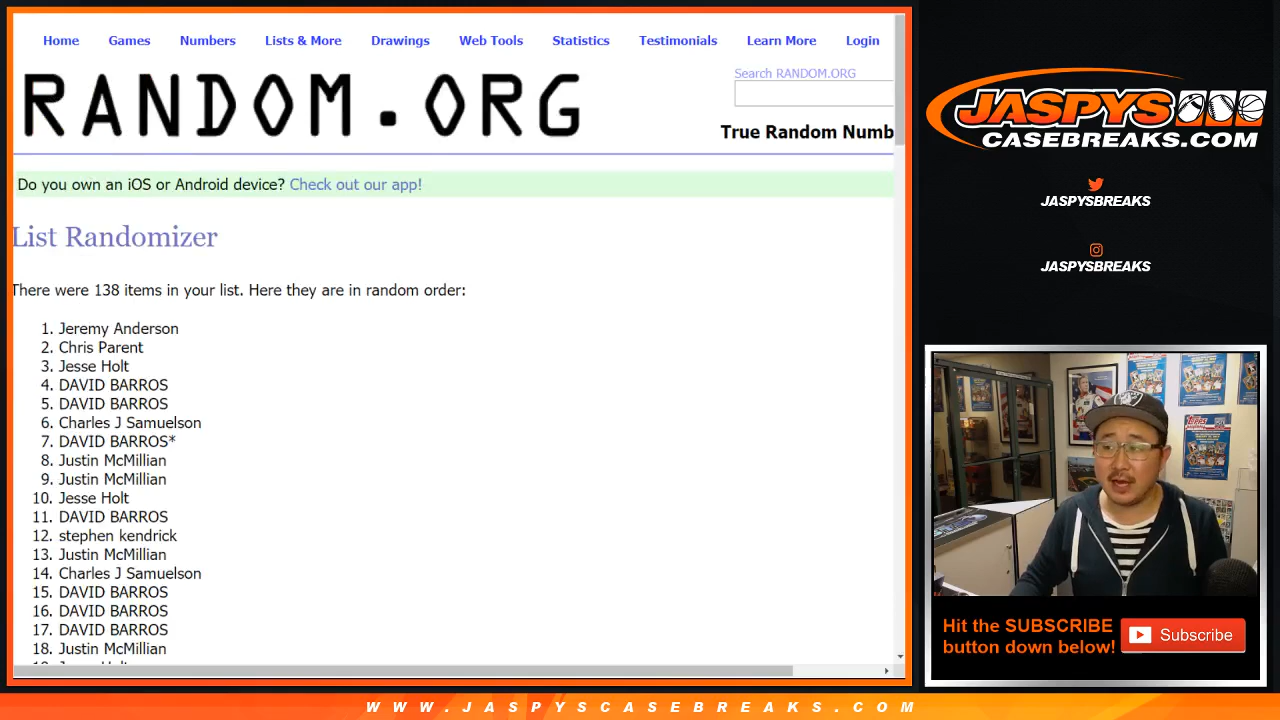 Home Games Numbers Lists & More Drawings Web Tools Statistics Testimonials Learn More Login
RANDOM.ORG
Search RANDOM.ORG
True Random Numb
Do you own an iOS or Android device? Check out our app!
List Randomizer
There were 138 items in your list. Here they are in random order:
1. Jeremy Anderson
2. Chris Parent
3. Jesse Holt
4. DAVID BARROS
5. DAVID BARROS
6. Charles J Samuelson
7. DAVID BARROS*
8. Justin McMillian
9. Justin McMillian
10. Jesse Holt
11. DAVID BARROS
12. stephen kendrick
13. Justin McMillian
14. Charles J Samuelson
15. DAVID BARROS
16. DAVID BARROS
17. DAVID BARROS
18. Justin McMillian
JASPYS
CASEBREAKS.COM
JASPYSBREAKS
JASPYSBREAKS
Hit the SUBSCRIBE
button down below!
Subscribe
WWW.JASPYSCASEBREAKS.COM